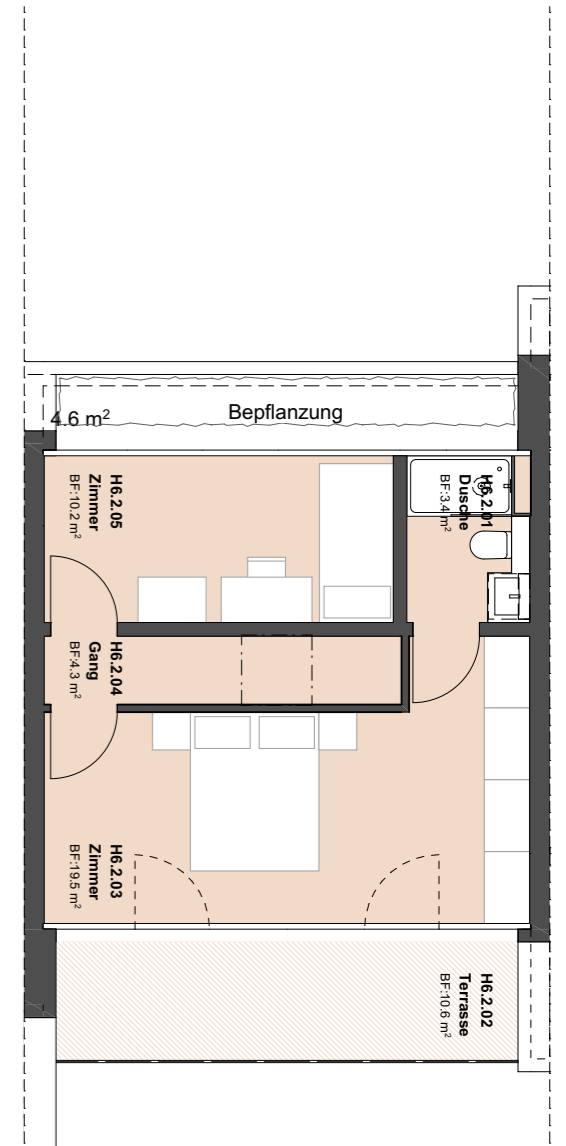 4.6 m²
Bepflanzung
H6.2.05
Zimmer
BF:10.2 m²
H6.2.01
Dusche
BF:3.4 m²
H6.2.04
Gang
BF:4.3 m²
H6.2.03
Zimmer
BF:19.5 m²
H6.2.02
Terrasse
BF:10.6 m²